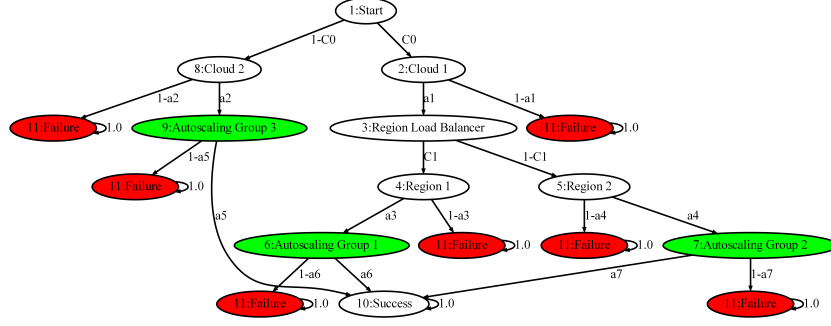 1:Start
1-C0
C0
8:Cloud 2
2:Cloud 1
1-a2
a2
a1
1-a1
11:Failure
1.0
9:Autoscaling Group 3
3:Region Load Balancer
11:Failure
1.0
1-a5
C1
1-C1
11:Failure
1.0
4:Region 1
5:Region 2
a5
a3
1-a3
1-a4
a4
6:Autoscaling Group 1
11:Failure
1.0
11:Failure
1.0
7:Autoscaling Group 2
1-a6
a6
a7
1-a7
11:Failure
1.0
10:Success
1.0
11:Failure
1.0